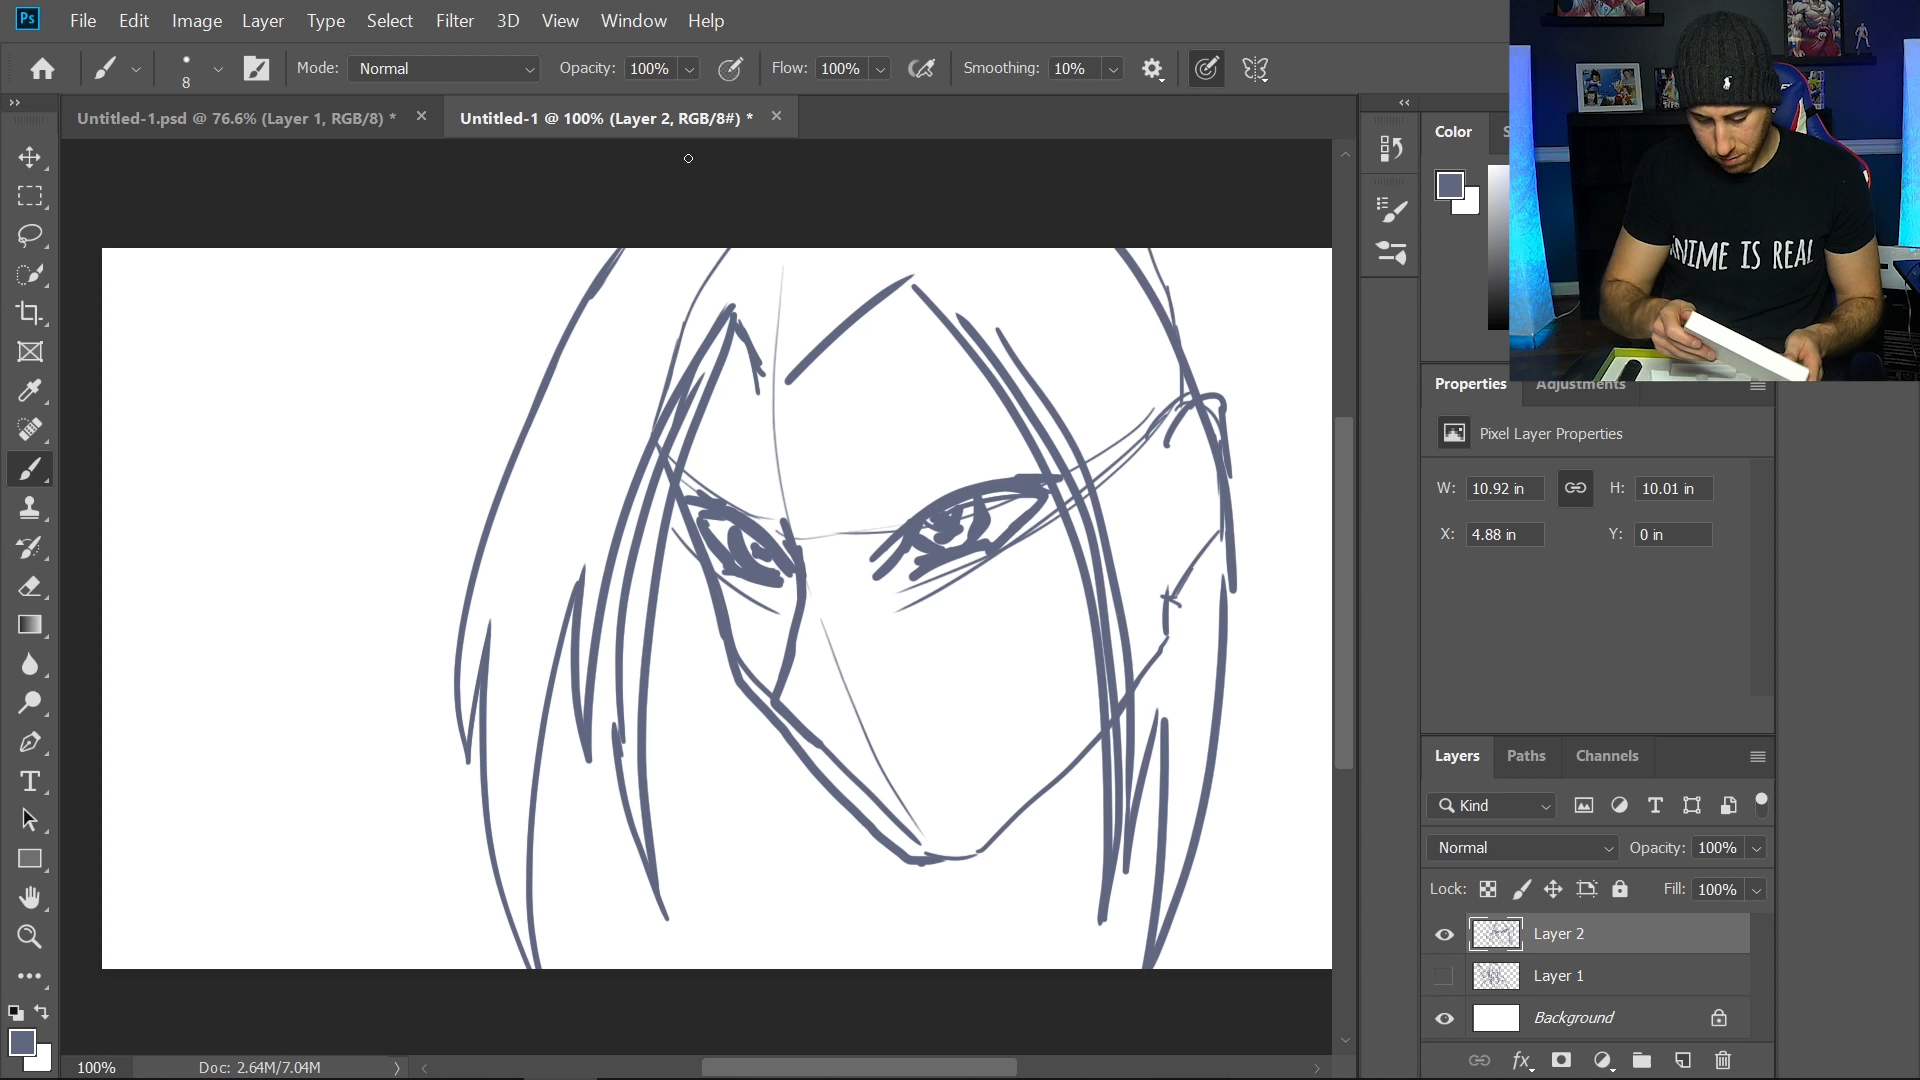 Ps File Edit Image Layer Type Select Filter 3D View Window Help
8 Mode: Normal Opacity: 100% Flow: 100% Smoothing: 10%
Untitled-1.psd @ 76.6% (Layer 1, RGB/8) * Untitled-1 @ 100% (Layer 2, RGB/8#) *
Color
ANIME IS REAL
Properties Adjustments
Pixel Layer Properties
W: 10.92 in H: 10.01 in
X: 4.88 in Y: 0 in
Layers Paths Channels
Kind
Normal Opacity: 100%
Lock: Fill: 100%
Layer 2
Layer 1
Background
100% Doc: 2.64M/7.04M
fx